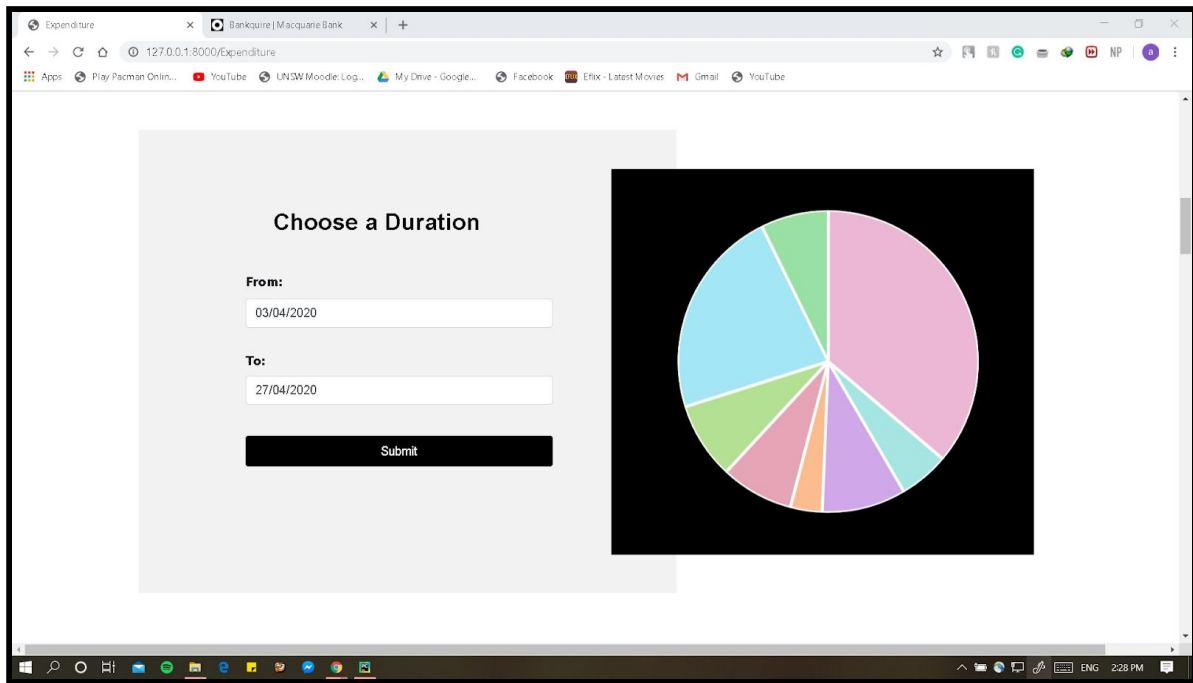 Expenditure
Bankquire | Macquarie Bank
127.0.0.1:8000/Expenditure
NP
a
Apps Play Pacman Onlin... YouTube UNSW Moodle: Log... My Drive - Google... Facebook Eflix - Latest Movies Gmail YouTube
Choose a Duration
From:
03/04/2020
To:
27/04/2020
Submit
ENG 2:28 PM